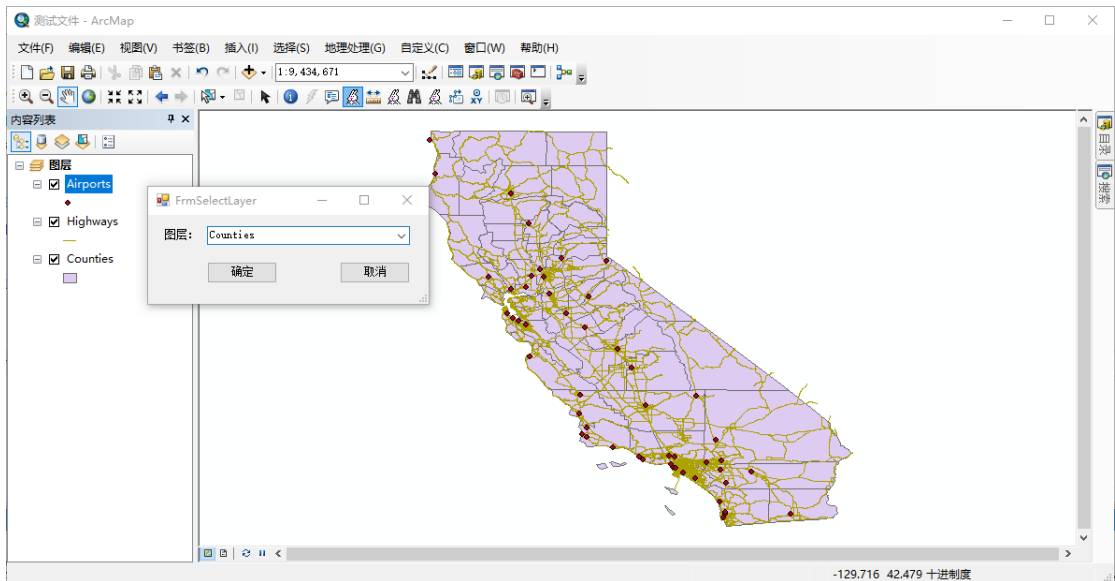 测试文件 - ArcMap
文件(F) 编辑(E) 视图(V) 书签(B) 插入(I) 选择(S) 地理处理(G) 自定义(C) 窗口(W) 帮助(H)
1:9,434,671
内容列表
图层
Airports
Highways
Counties
FrmSelectLayer
图层:
Counties
确定 取消
目录
搜索
-129.716 42.479 十进制度